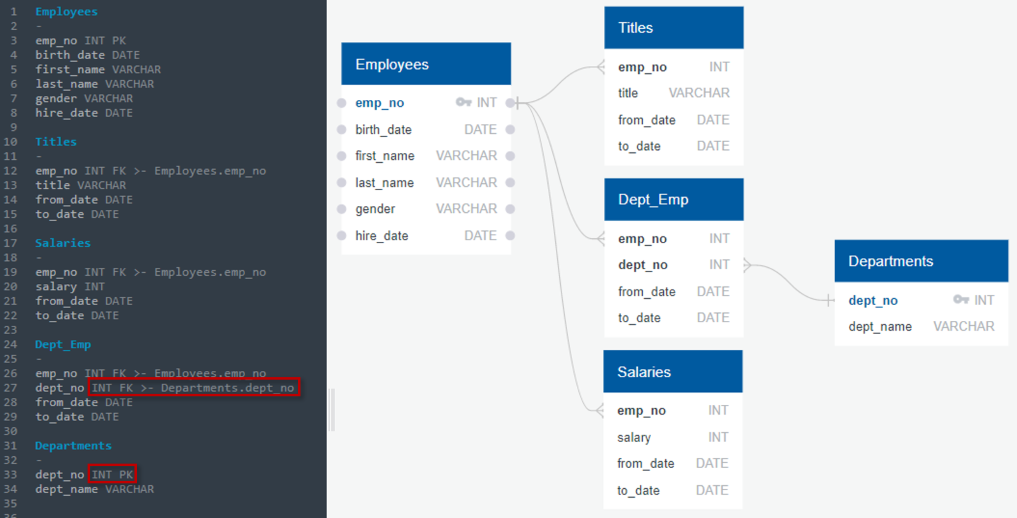 1 Employees
2 -
3 emp_no INT PK
4 birth_date DATE
5 first_name VARCHAR
6 last_name VARCHAR
7 gender VARCHAR
8 hire_date DATE
9
10 Titles
11 -
12 emp_no INT FK >- Employees.emp_no
13 title VARCHAR
14 from_date DATE
15 to_date DATE
16
17 Salaries
18 -
19 emp_no INT FK >- Employees.emp_no
20 salary INT
21 from_date DATE
22 to_date DATE
23
24 Dept_Emp
25 -
26 emp_no INT FK >- Employees.emp_no
27 dept_no INT FK >- Departments.dept_no
28 from_date DATE
29 to_date DATE
30
31 Departments
32 -
33 dept_no INT PK
34 dept_name VARCHAR
35
36
Employees
emp_no INT
birth_date DATE
first_name VARCHAR
last_name VARCHAR
gender VARCHAR
hire_date DATE
Titles
emp_no INT
title VARCHAR
from_date DATE
to_date DATE
Dept_Emp
emp_no INT
dept_no INT
from_date DATE
to_date DATE
Salaries
emp_no INT
salary INT
from_date DATE
to_date DATE
Departments
dept_no INT
dept_name VARCHAR